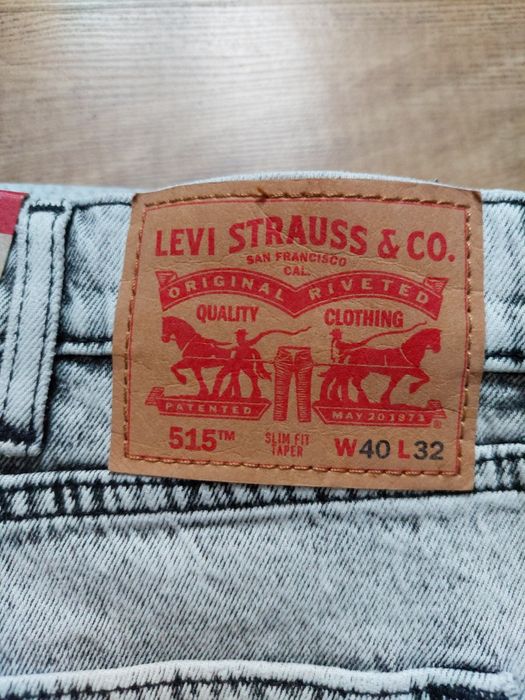 LEVI STRAUSS & CO.
SAN FRANCISCO
CAL.
ORIGINAL RIVETED
QUALITY CLOTHING
PATENTED MAY 20 1873
515™ SLIM FIT TAPER W40 L32